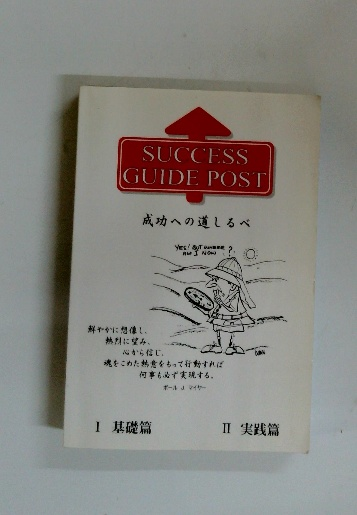 SUCCESS
GUIDE POST
成功への道しるべ
YES! BUT WHERE
AM I NOW ?
鮮やかに想像し、
熱烈に望み、
心から信じ、
魂をこめた熱意をもって行動すれば
何事も必ず実現する。
ポール J マイヤー
I 基礎篇
II 実践篇